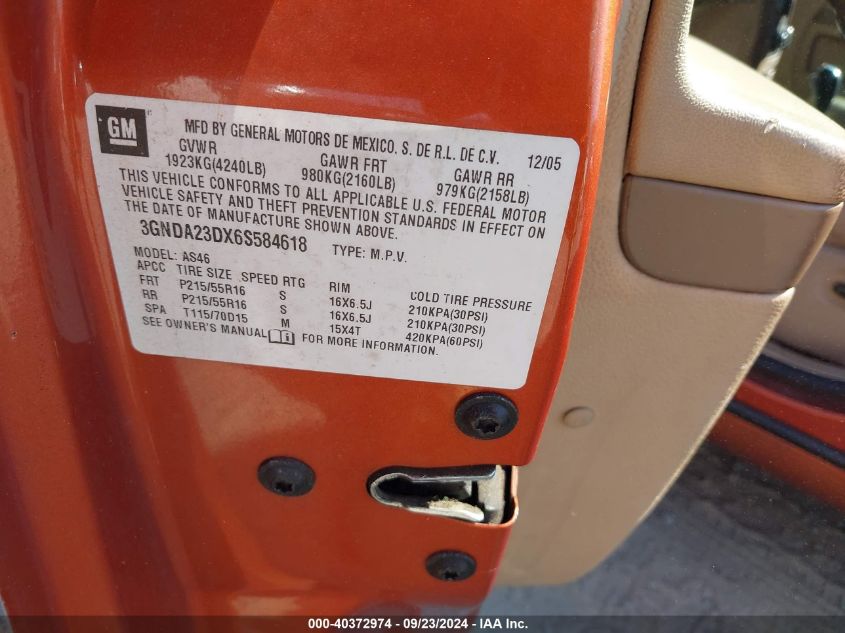 GM
MFD BY GENERAL MOTORS DE MEXICO, S. DE R.L. DE C.V. 12/05
GVWR GAWR FRT GAWR RR
1923KG(4240LB) 980KG(2160LB) 979KG(2158LB)
THIS VEHICLE CONFORMS TO ALL APPLICABLE U.S. FEDERAL MOTOR
VEHICLE SAFETY AND THEFT PREVENTION STANDARDS IN EFFECT ON
THE DATE OF MANUFACTURE SHOWN ABOVE.
3GNDA23DX6S584618 TYPE: M.P.V.
MODEL: AS46
APCC TIRE SIZE SPEED RTG RIM COLD TIRE PRESSURE
FRT P215/55R16 S 16X6.5J 210KPA(30PSI)
RR P215/55R16 S 16X6.5J 210KPA(30PSI)
SPA T115/70D15 M 15X4T 420KPA(60PSI)
SEE OWNER'S MANUAL FOR MORE INFORMATION.
000-40372974 - 09/23/2024 - IAA Inc.